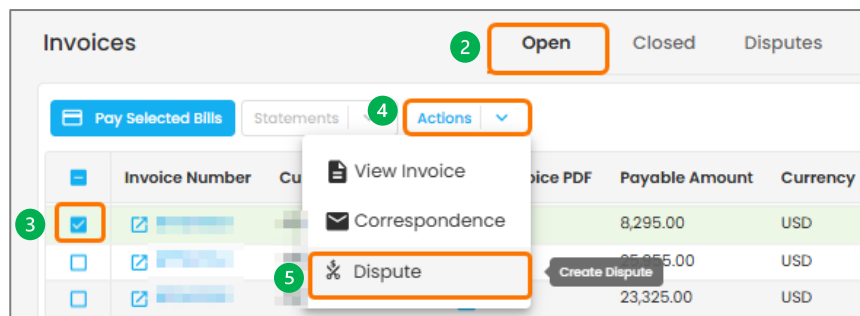 Invoices
2 Open Closed Disputes
Pay Selected Bills Statements 4 Actions
Invoice Number Cu oice PDF Payable Amount Currency
View Invoice
3 8,295.00 USD
Correspondence
USD
5 Dispute Create Dispute
23,325.00 USD